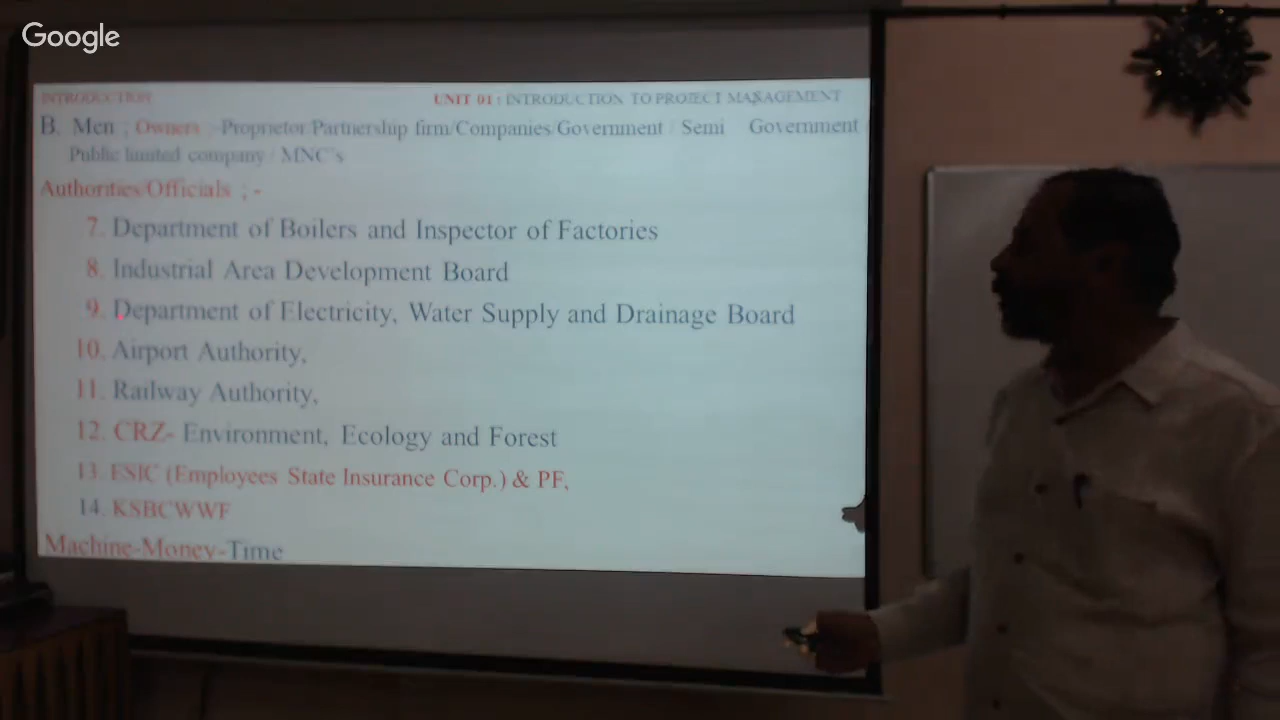 Google
INTRODUCTION
UNIT 01 : INTRODUCTION TO PROJECT MANAGEMENT
B. Men ; Owners :-Proprietor/Partnership firm/Companies/Government / Semi Government /
Public limited company / MNC's
Authorities/Officials ; -
7. Department of Boilers and Inspector of Factories
8. Industrial Area Development Board
9. Department of Electricity, Water Supply and Drainage Board
10. Airport Authority,
11. Railway Authority,
12. CRZ- Environment, Ecology and Forest
13. ESIC (Employees State Insurance Corp.) & PF,
14. KSBCWWF
Machine-Money-Time